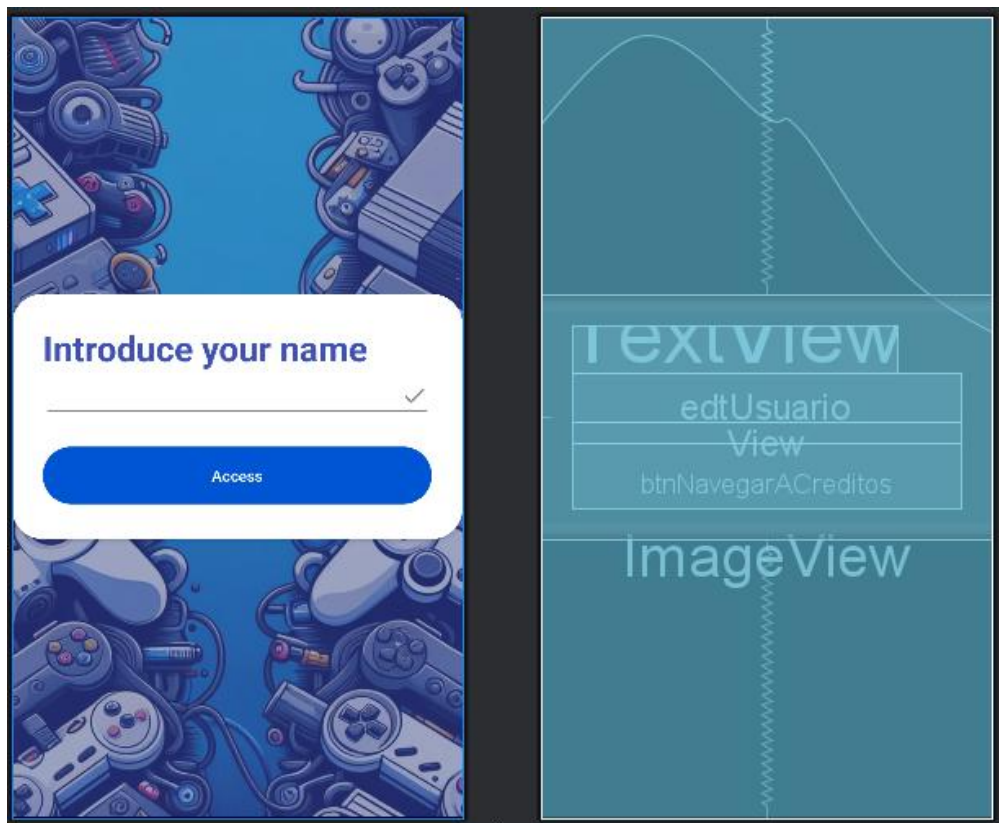 Introduce your name
Access
TextView
edtUsuario
View
btnNavegarACreditos
ImageView